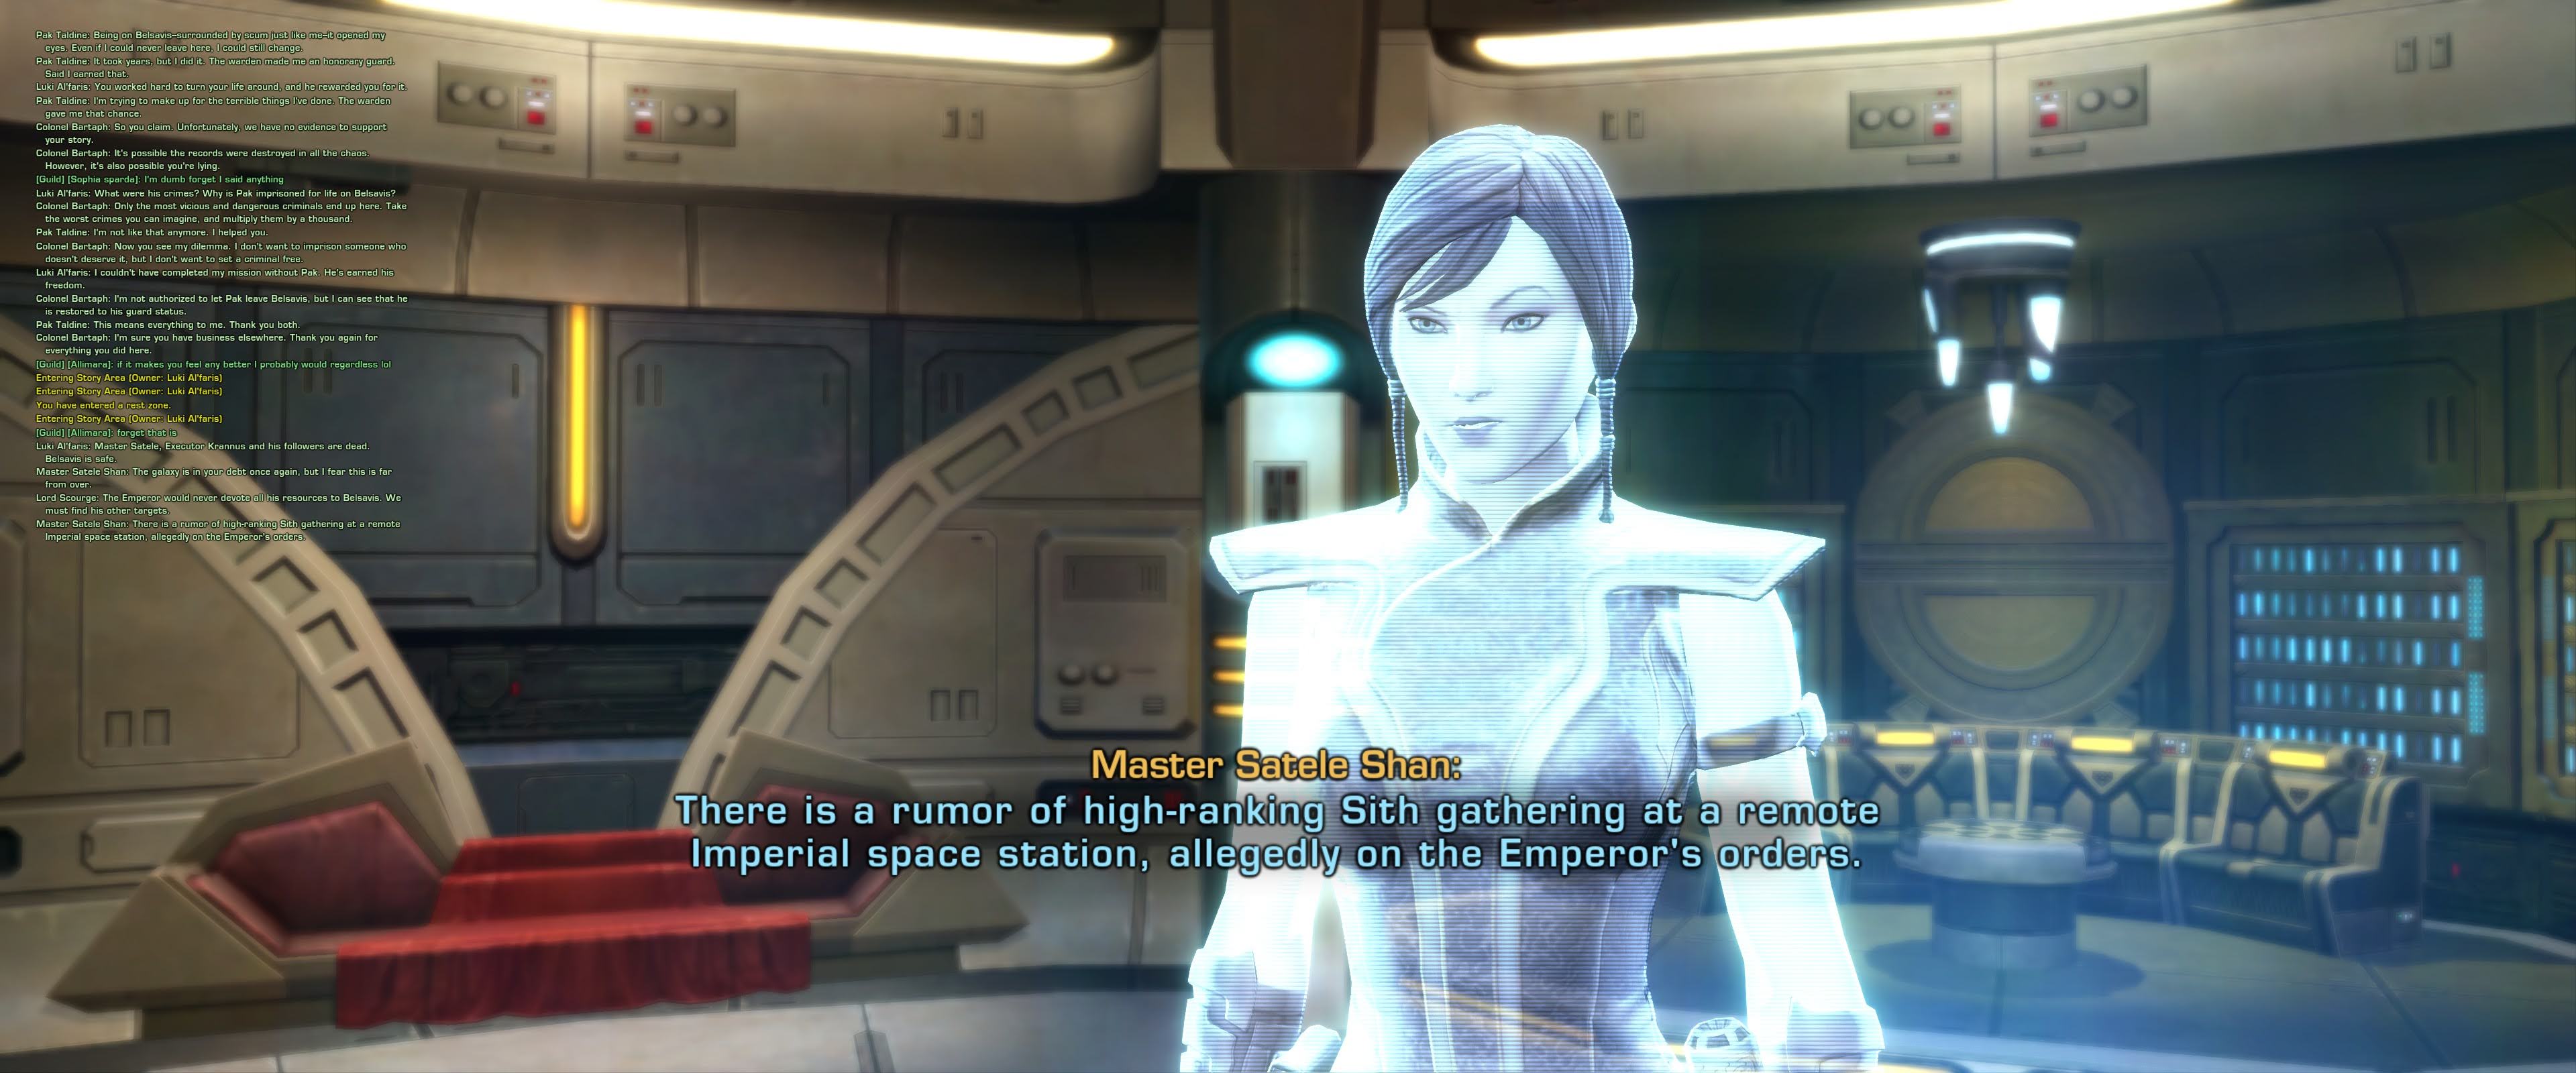 Pak Taldine: Being on Belsavis–surrounded by scum just like me–it opened my
eyes. Even if I could never leave here, I could still change.
Pak Taldine: It took years, but I did it. The warden made me an honorary guard.
Said I earned that.
Luki Al'faris: You worked hard to turn your life around, and he rewarded you for it.
Pak Taldine: I'm trying to make up for the terrible things I've done. The warden
gave me that chance.
Colonel Bartaph: So you claim. Unfortunately, we have no evidence to support
your story.
Colonel Bartaph: It's possible the records were destroyed in all the chaos.
However, it's also possible you're lying.
[Guild] [Sophia sparda]: I'm dumb forget I said anything
Luki Al'faris: What were his crimes? Why is Pak imprisoned for life on Belsavis?
Colonel Bartaph: Only the most vicious and dangerous criminals end up here. Take
the worst crimes you can imagine, and multiply them by a thousand.
Pak Taldine: I'm not like that anymore. I helped you.
Colonel Bartaph: Now you see my dilemma. I don't want to imprison someone who
doesn't deserve it, but I don't want to set a criminal free.
Luki Al'faris: I couldn't have completed my mission without Pak. He's earned his
freedom.
Colonel Bartaph: I'm not authorized to let Pak leave Belsavis, but I can see that he
is restored to his guard status.
Pak Taldine: This means everything to me. Thank you both.
Colonel Bartaph: I'm sure you have business elsewhere. Thank you again for
everything you did here.
[Guild] [Allimara]: if it makes you feel any better I probably would regardless lol
Entering Story Area (Owner: Luki Al'faris)
Entering Story Area (Owner: Luki Al'faris)
You have entered a rest zone.
Entering Story Area (Owner: Luki Al'faris)
[Guild] [Allimara]: forget that is
Luki Al'faris: Master Satele, Executor Krannus and his followers are dead.
Belsavis is safe.
Master Satele Shan: The galaxy is in your debt once again, but I fear this is far
from over.
Lord Scourge: The Emperor would never devote all his resources to Belsavis. We
must find his other targets.
Master Satele Shan: There is a rumor of high-ranking Sith gathering at a remote
Imperial space station, allegedly on the Emperor's orders.
Master Satele Shan:
There is a rumor of high-ranking Sith gathering at a remote
Imperial space station, allegedly on the Emperor's orders.